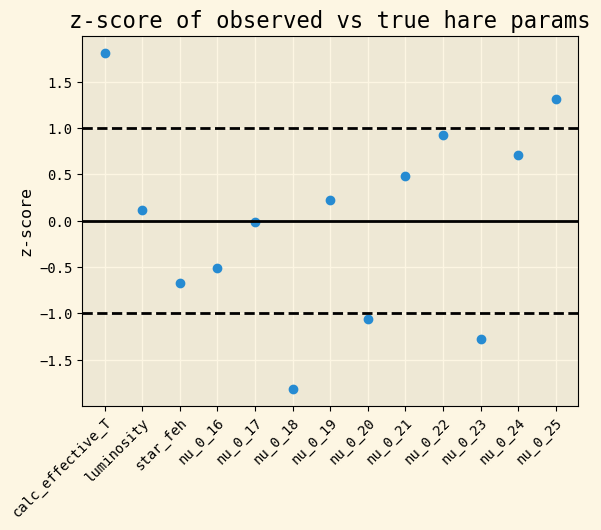 z-score of observed vs true hare params
z-score
1.5
1.0
0.5
0.0
−0.5
−1.0
−1.5
calc_effective_T
luminosity
star_feh
nu_0_16
nu_0_17
nu_0_18
nu_0_19
nu_0_20
nu_0_21
nu_0_22
nu_0_23
nu_0_24
nu_0_25